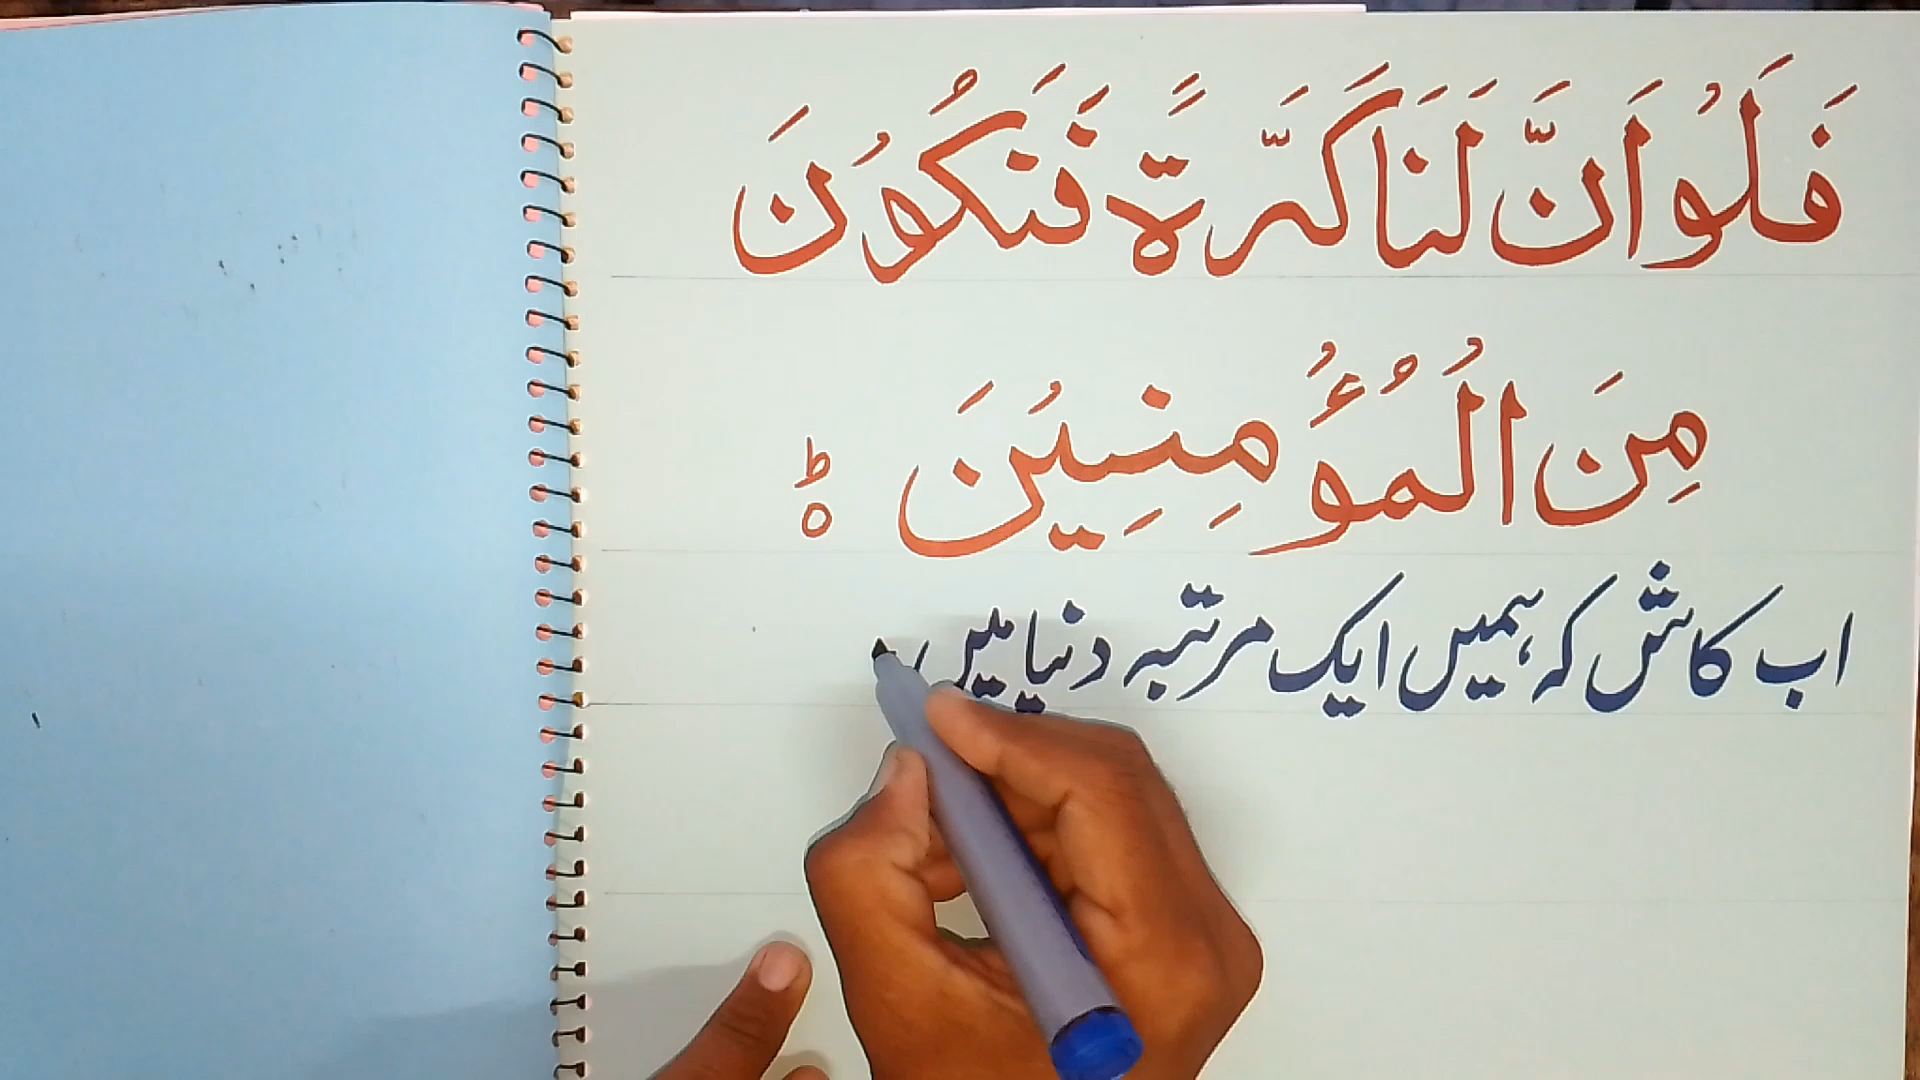 فَلَوْ اَنَّ لَنَا كَرَّةً فَنَكُوْنَ
مِنَ الْمُؤْمِنِيْنَ ؕ ۝
اب کاش کہ ہمیں ایک مرتبہ دنیا میں